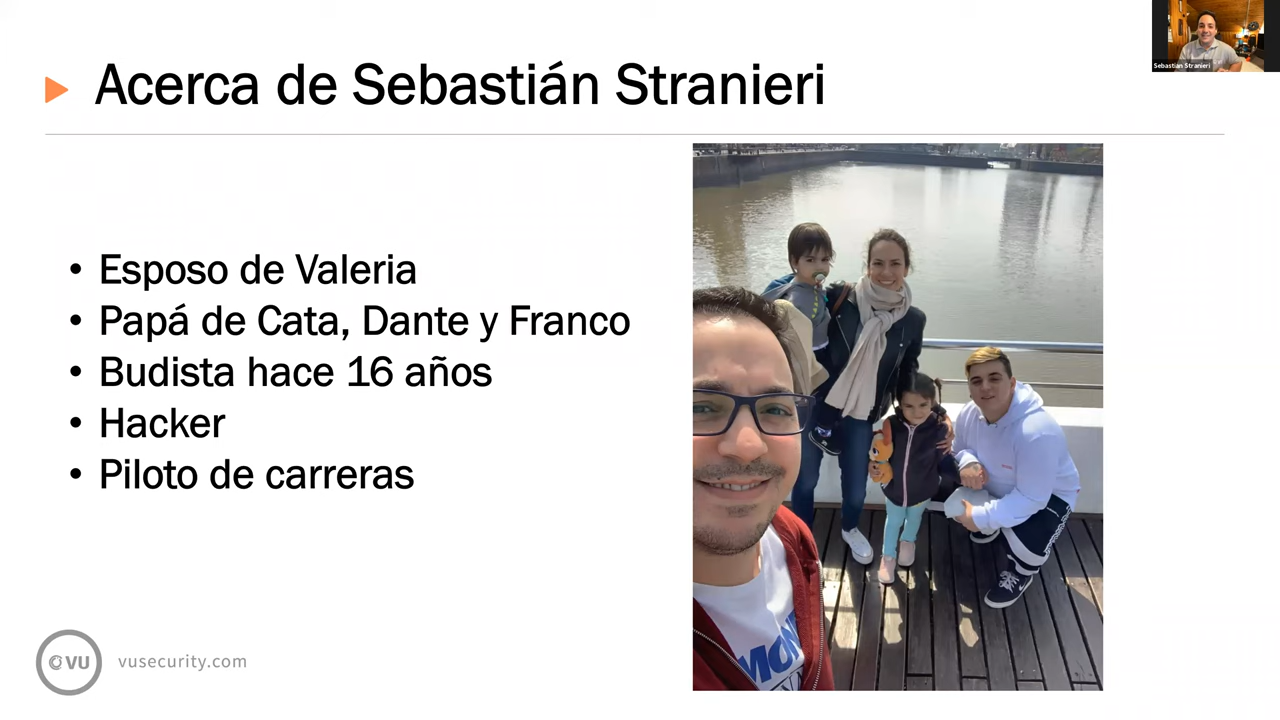 Acerca de Sebastián Stranieri
Sebastian Stranieri
• Esposo de Valeria
• Papá de Cata, Dante y Franco
• Budista hace 16 años
• Hacker
• Piloto de carreras
VU
vusecurity.com